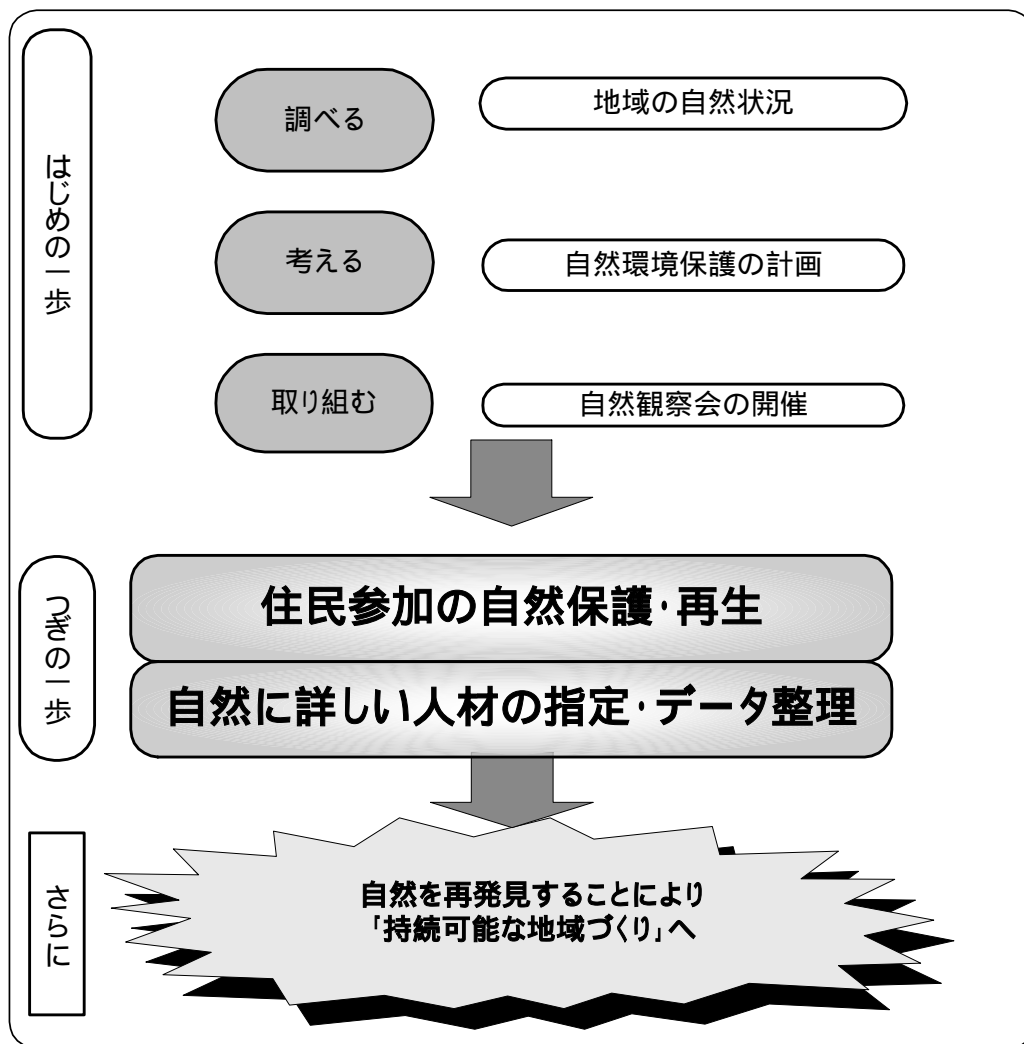 はじめの一歩
調べる
地域の自然状況
考える
自然環境保護の計画
取り組む
自然観察会の開催
つぎの一歩
住民参加の自然保護・再生
自然に詳しい人材の指定・データ整理
さらに
自然を再発見することにより
「持続可能な地域づくり」へ